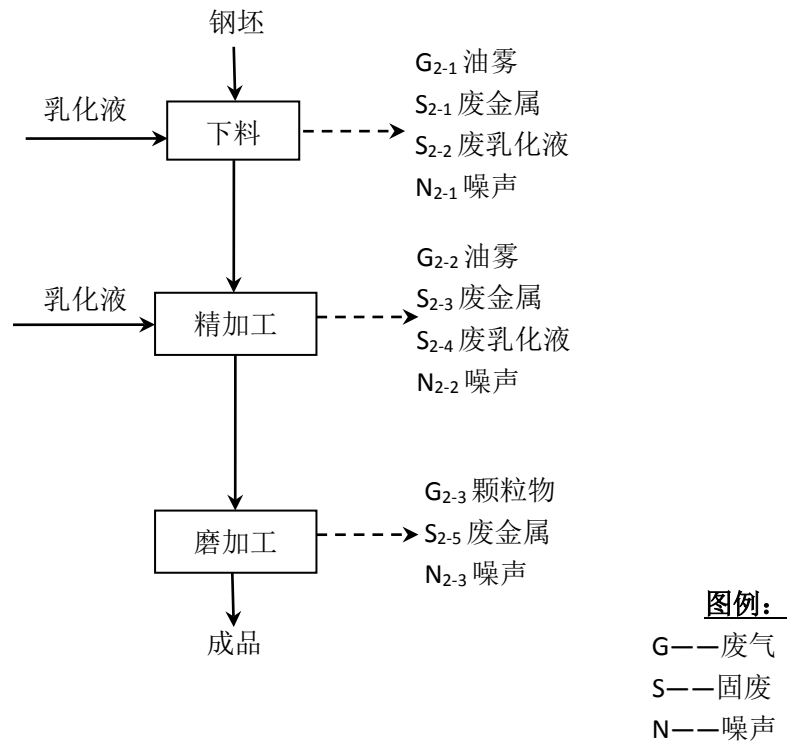 钢坯
乳化液
下料
G2-1 油雾
S2-1 废金属
S2-2 废乳化液
N2-1 噪声
乳化液
精加工
G2-2 油雾
S2-3 废金属
S2-4 废乳化液
N2-2 噪声
磨加工
G2-3 颗粒物
S2-5 废金属
N2-3 噪声
成品
图例：
G——废气
S——固废
N——噪声